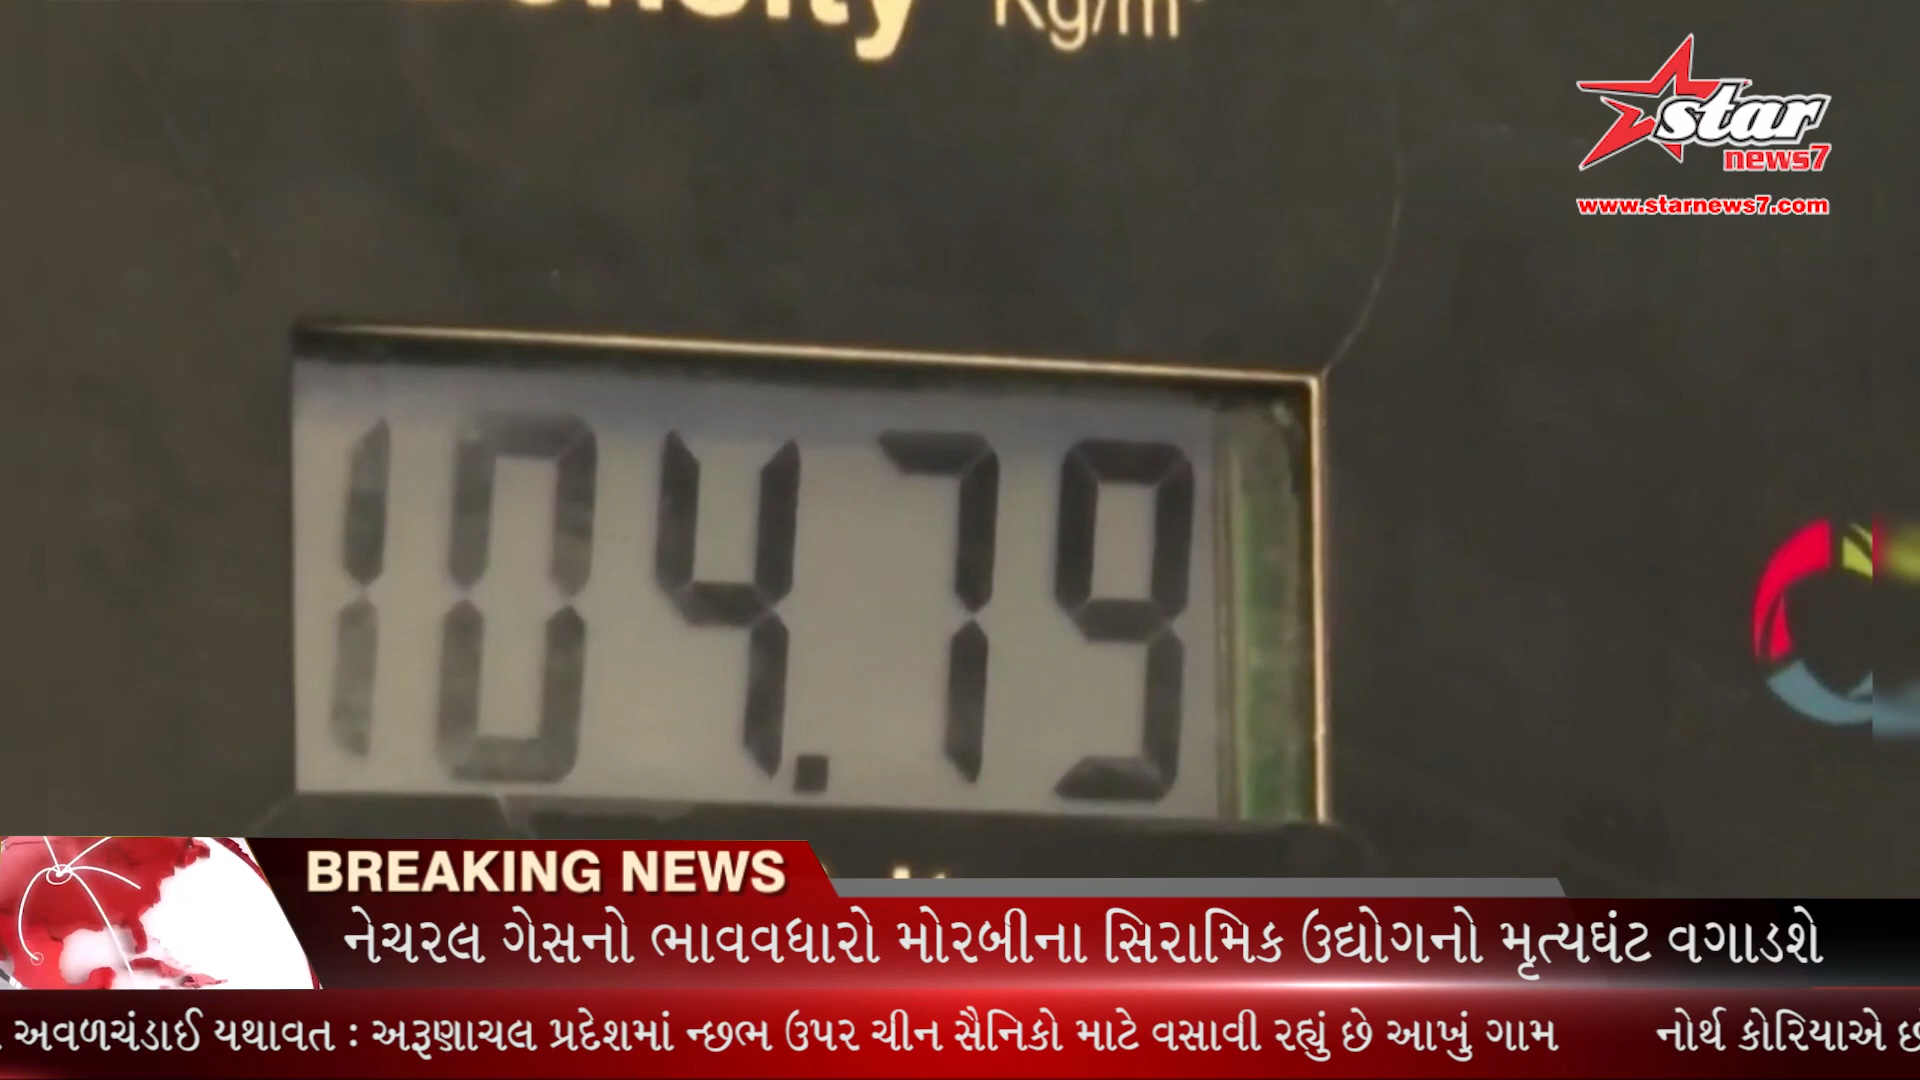 Kg/m³
star
news7
www.starnews7.com
104.79
BREAKING NEWS
નેચરલ ગેસનો ભાવવધારો મોરબીના સિરામિક ઉદ્યોગનો મૃત્યઘંટ વગાડશે
અવળચંડાઈ યથાવત : અરૂણાચલ પ્રદેશમાં ન્છભ ઉપર ચીન સૈનિકો માટે વસાવી રહ્યું છે આખું ગામ નોર્થ કોરિયાએ